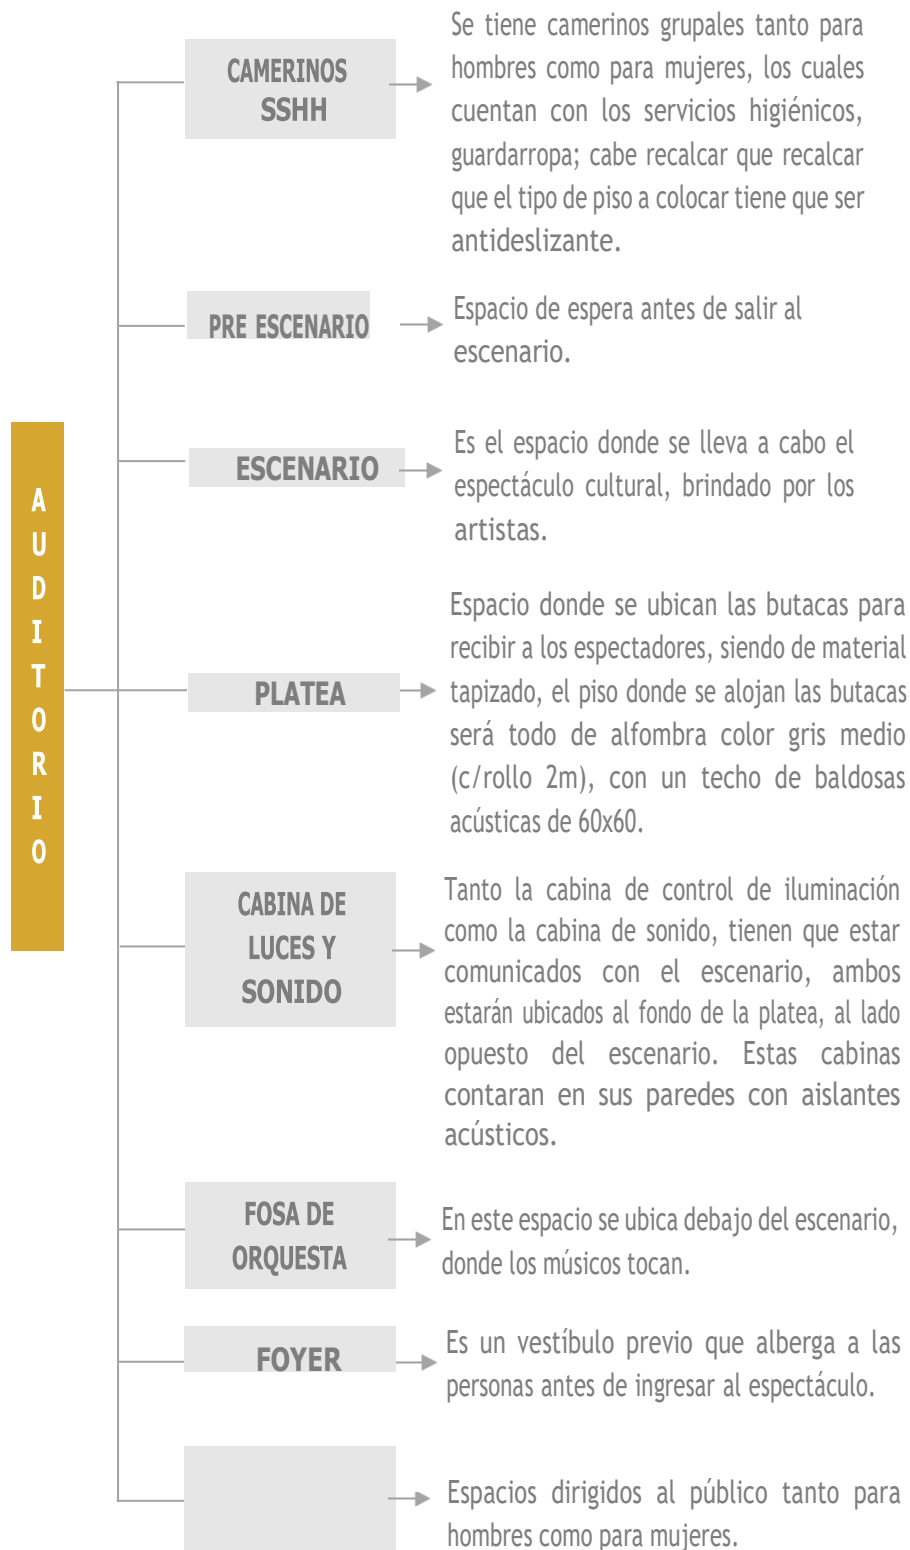 AUDITORIO
CAMERINOS
SSHH
Se tiene camerinos grupales tanto para
hombres como para mujeres, los cuales
cuentan con los servicios higiénicos,
guardarropa; cabe recalcar que recalcar
que el tipo de piso a colocar tiene que ser
antideslizante.
PRE ESCENARIO
Espacio de espera antes de salir al
escenario.
ESCENARIO
Es el espacio donde se lleva a cabo el
espectáculo cultural, brindado por los
artistas.
PLATEA
Espacio donde se ubican las butacas para
recibir a los espectadores, siendo de material
tapizado, el piso donde se alojan las butacas
será todo de alfombra color gris medio
(c/rollo 2m), con un techo de baldosas
acústicas de 60x60.
CABINA DE
LUCES Y
SONIDO
Tanto la cabina de control de iluminación
como la cabina de sonido, tienen que estar
comunicados con el escenario, ambos
estarán ubicados al fondo de la platea, al lado
opuesto del escenario. Estas cabinas
contaran en sus paredes con aislantes
acústicos.
FOSA DE
ORQUESTA
En este espacio se ubica debajo del escenario,
donde los músicos tocan.
FOYER
Es un vestíbulo previo que alberga a las
personas antes de ingresar al espectáculo.
Espacios dirigidos al público tanto para
hombres como para mujeres.